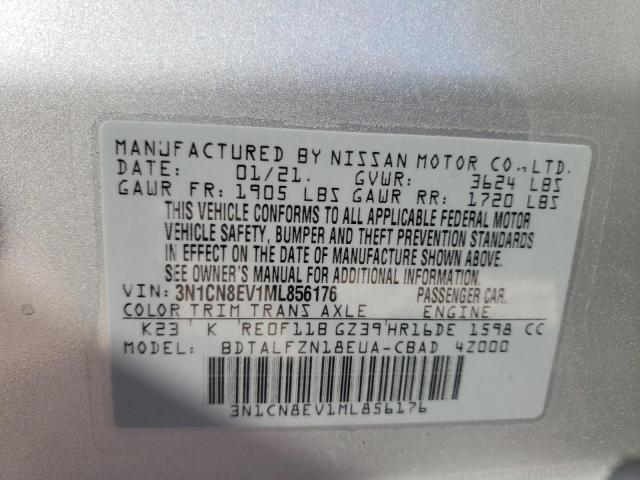 MANUFACTURED BY NISSAN MOTOR CO., LTD.
DATE: 01/21. GVWR: 3624 LBS
GAWR FR: 1905 LBS GAWR RR: 1720 LBS
THIS VEHICLE CONFORMS TO ALL APPLICABLE FEDERAL MOTOR
VEHICLE SAFETY, BUMPER AND THEFT PREVENTION STANDARDS
IN EFFECT ON THE DATE OF MANUFACTURE SHOWN ABOVE.
SEE OWNER'S MANUAL FOR ADDITIONAL INFORMATION.
VIN: 3N1CN8EV1ML856176 PASSENGER CAR.
COLOR TRIM TRANS AXLE ENGINE
K23 K RE0F11B GZ39 HR16DE 1598 CC
MODEL: BDTALFZN18EUA-CBAD 4Z000
3N1CN8EV1ML856176